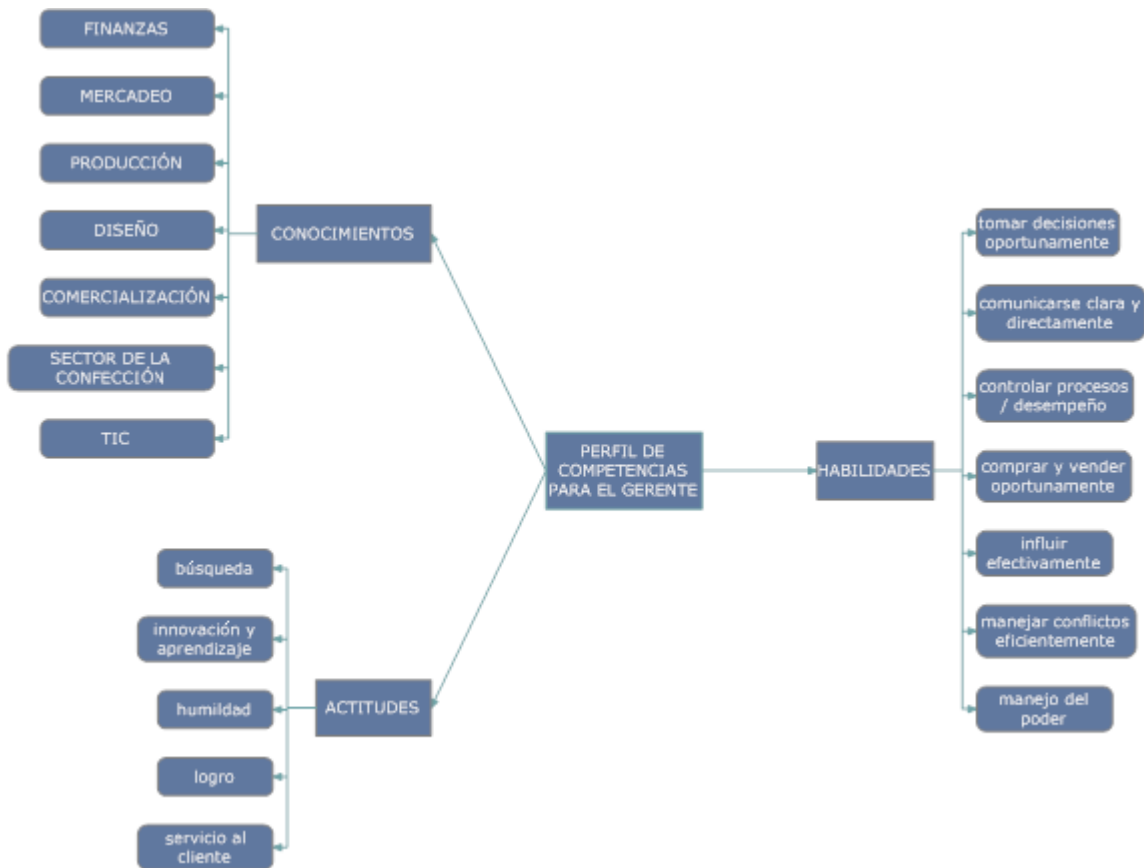 FINANZAS
MERCADEO
PRODUCCIÓN
DISEÑO
COMERCIALIZACIÓN
SECTOR DE LA
CONFECCIÓN
TIC
CONOCIMIENTOS
PERFIL DE
COMPETENCIAS
PARA EL GERENTE
HABILIDADES
tomar decisiones
oportunamente
comunicarse clara y
directamente
controlar procesos
/ desempeño
comprar y vender
oportunamente
influir
efectivamente
manejar conflictos
eficientemente
manejo del
poder
búsqueda
innovación y
aprendizaje
humildad
logro
servicio al
cliente
ACTITUDES